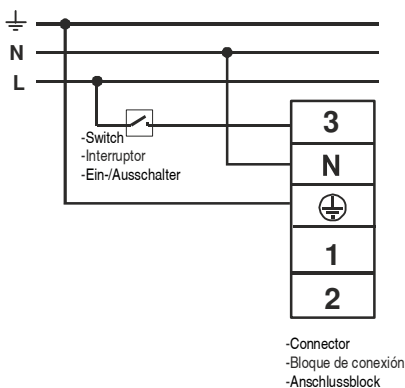 N
L
-Switch
-Interruptor
-Ein-/Ausschalter
3
N
1
2
-Connector
-Bloque de conexión
-Anschlussblock